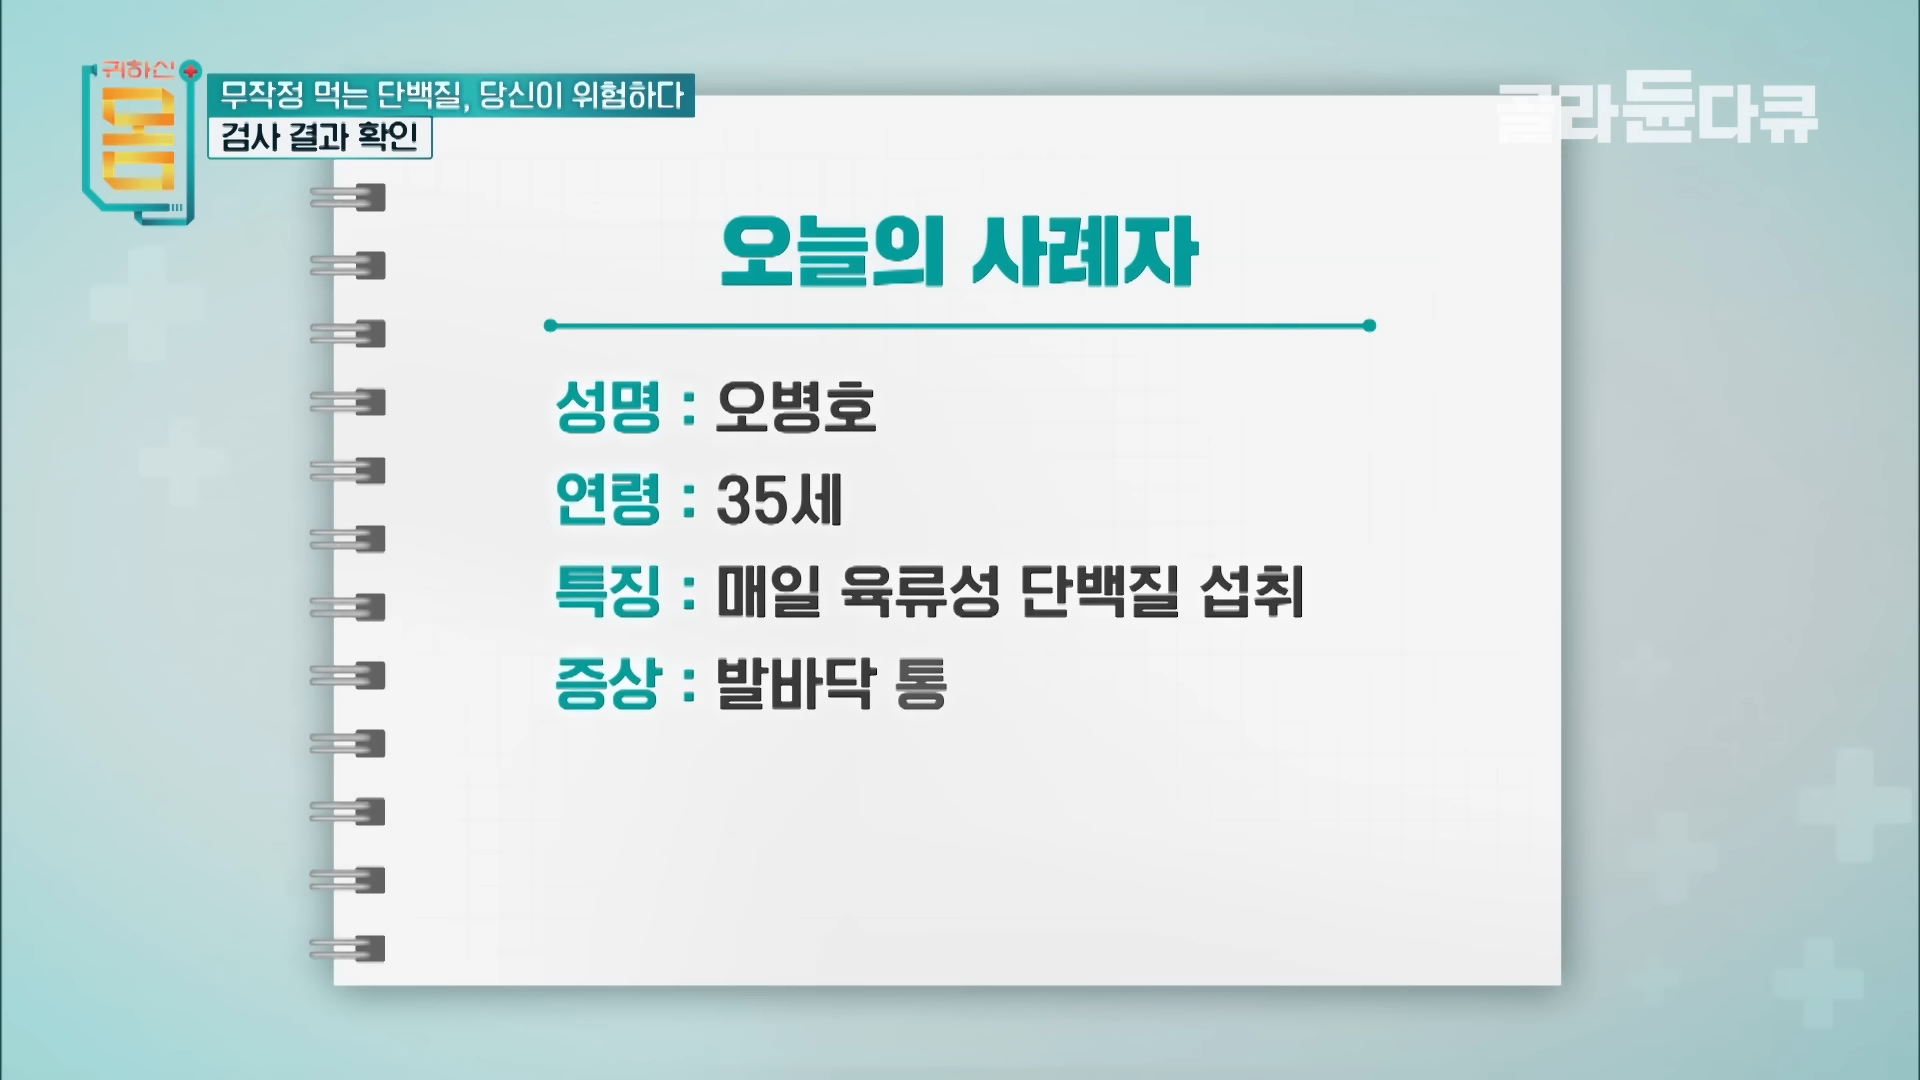 귀하신
몸
무작정 먹는 단백질, 당신이 위험하다
검사 결과 확인
골라둔다큐
오늘의 사례자
성명 : 오병호
연령 : 35세
특징 : 매일 육류성 단백질 섭취
증상 : 발바닥 통